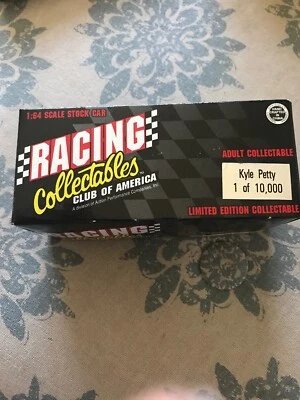 1:64 SCALE STOCK CAR
RACING
Collectables
CLUB OF AMERICA
A division of Action Performance Companies, Inc.
ADULT COLLECTABLE
Kyle Petty
1 of 10,000
LIMITED EDITION COLLECTABLE
RACING